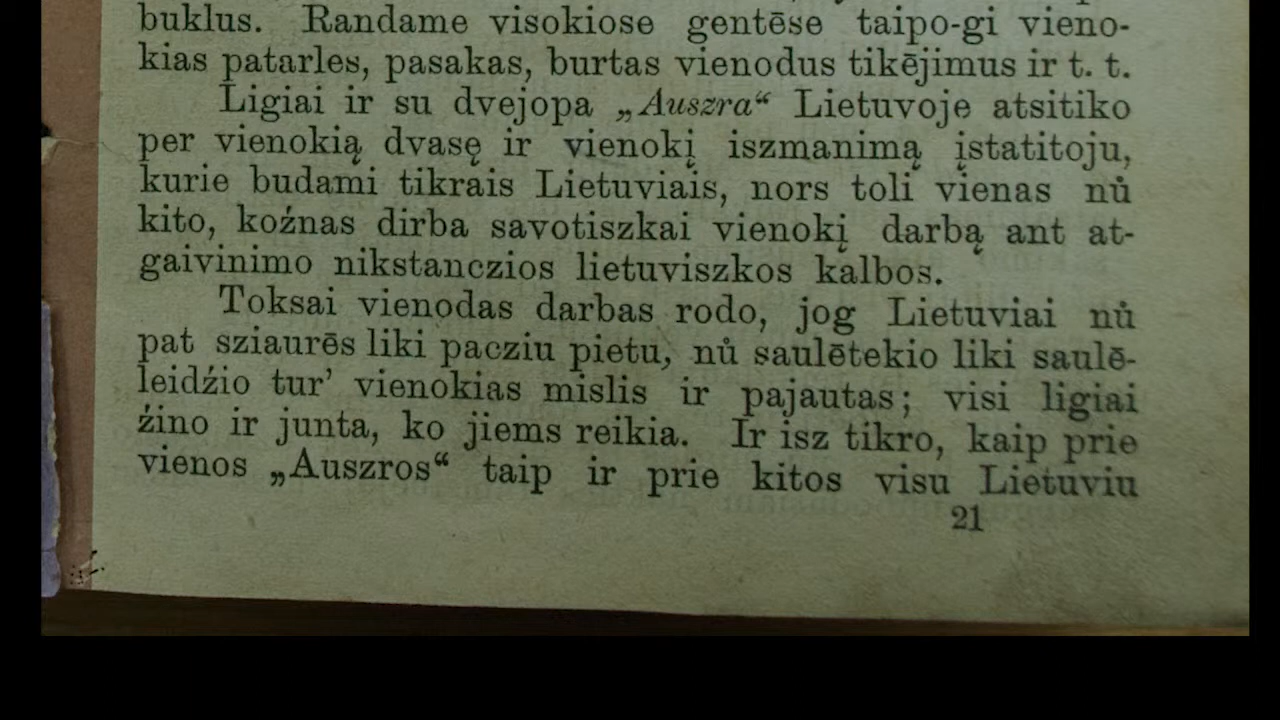 buklus. Randame visokiose gentēse taipo-gi vieno-
kias patarles, pasakas, burtas vienodus tikējimus ir t. t.
Ligiai ir su dvejopa „Auszra“ Lietuvoje atsitiko
per vienokią dvasę ir vienokį iszmanimą įstatitoju,
kurie budami tikrais Lietuviais, nors toli vienas nů
kito, koźnas dirba savotiszkai vienokį darbą ant at-
gaivinimo nikstanczios lietuviszkos kalbos.
Toksai vienodas darbas rodo, jog Lietuviai nů
pat sziaurēs liki pacziu pietu, nů saulētekio liki saulē-
leidźio tur’ vienokias mislis ir pajautas; visi ligiai
źino ir junta, ko jiems reikia. Ir isz tikro, kaip prie
vienos „Auszros“ taip ir prie kitos visu Lietuviu
21